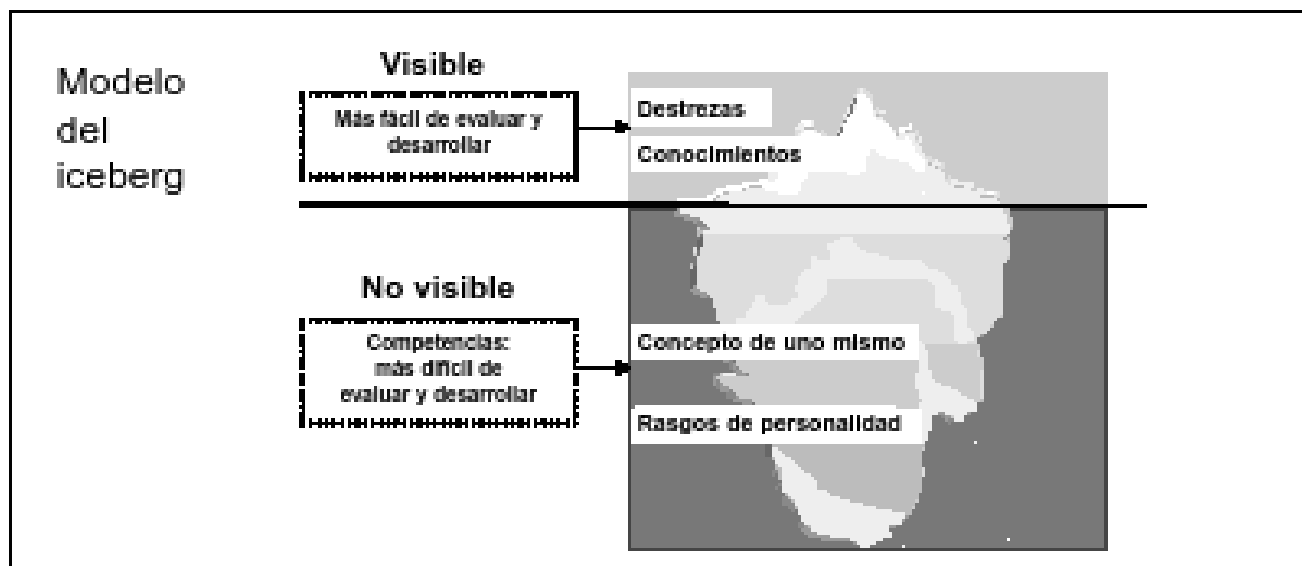 Modelo
del
iceberg
Visible
Más fácil de evaluar y
desarrollar
Destrezas
Conocimientos
No visible
Competencias:
más difícil de
evaluar y desarrollar
Concepto de uno mismo
Rasgos de personalidad